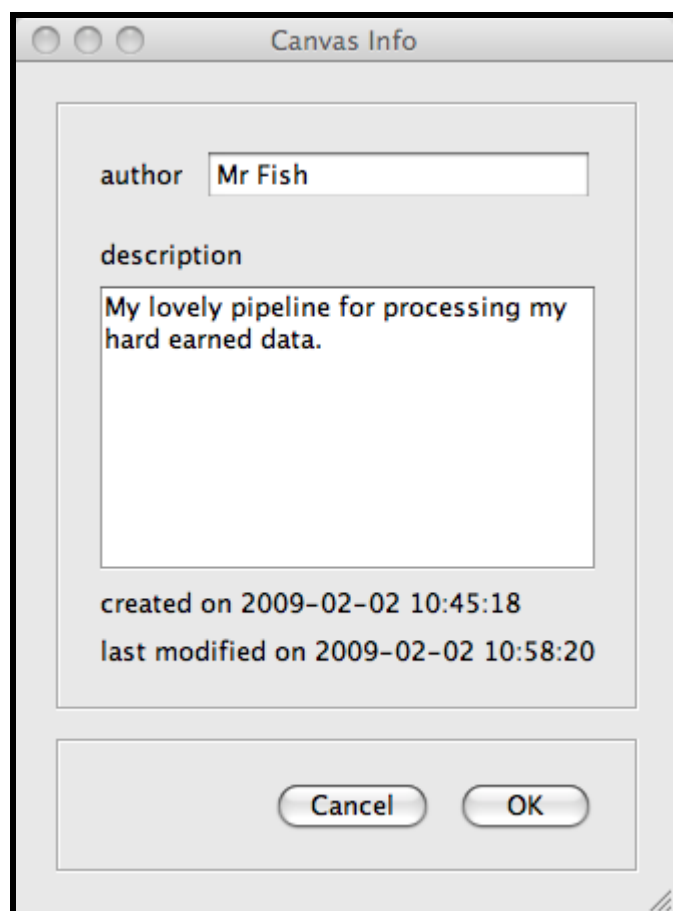 Canvas Info
author Mr Fish
description
My lovely pipeline for processing my
hard earned data.
created on 2009-02-02 10:45:18
last modified on 2009-02-02 10:58:20
Cancel OK